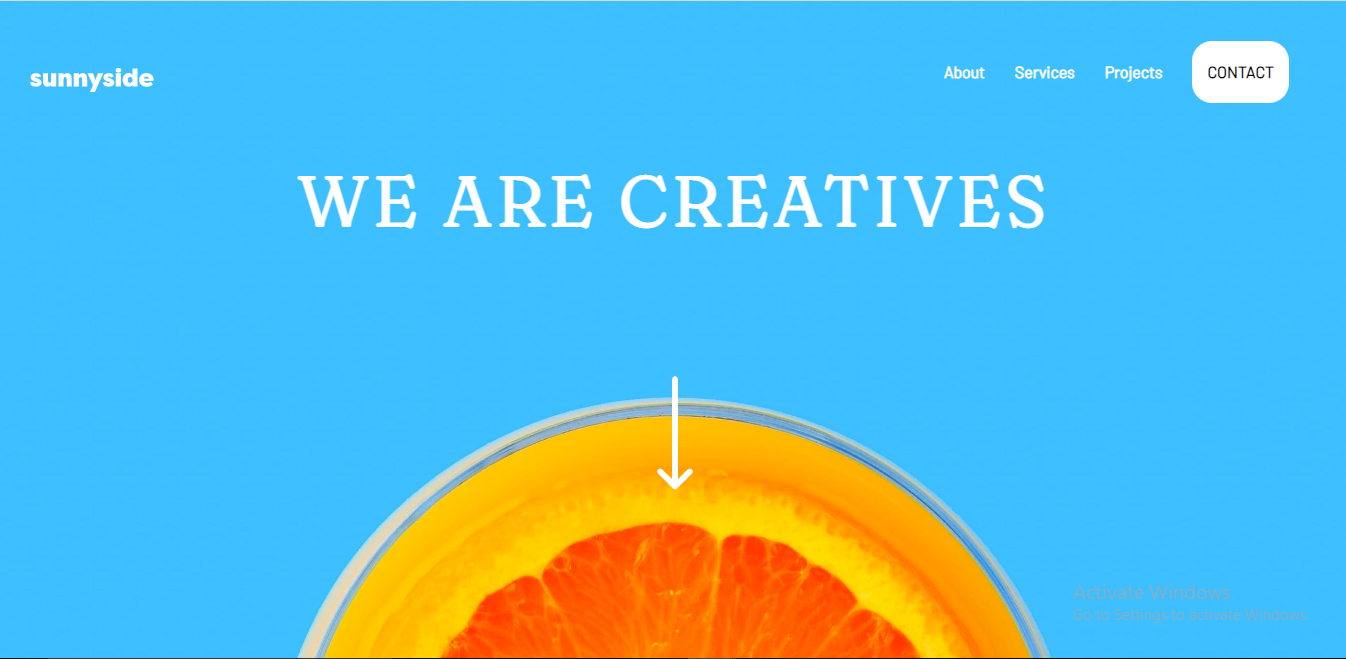 sunnyside
About Services Projects CONTACT
WE ARE CREATIVES
Activate Windows
Go to Settings to activate Windows.